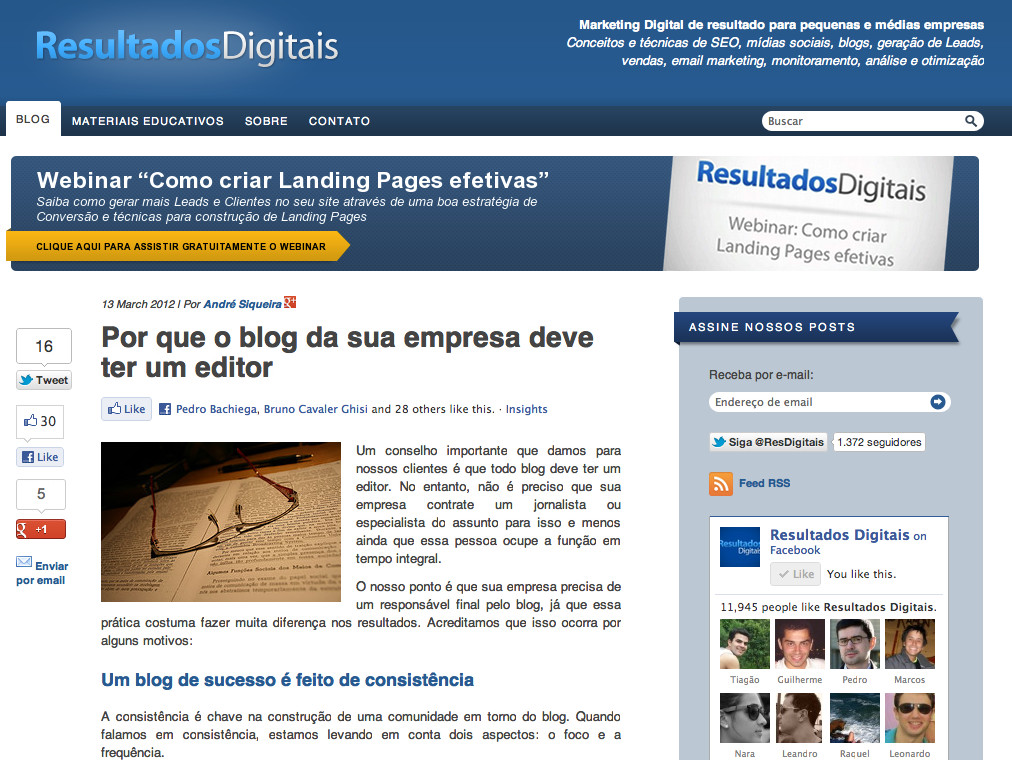 ResultadosDigitais
Marketing Digital de resultado para pequenas e médias empresas
Conceitos e técnicas de SEO, mídias sociais, blogs, geração de Leads,
vendas, email marketing, monitoramento, análise e otimização
BLOG
MATERIAIS EDUCATIVOS
SOBRE
CONTATO
Buscar
Webinar “Como criar Landing Pages efetivas”
Saiba como gerar mais Leads e Clientes no seu site através de uma boa estratégia de
Conversão e técnicas para construção de Landing Pages
CLIQUE AQUI PARA ASSISTIR GRATUITAMENTE O WEBINAR
ResultadosDigitais
Webinar: Como criar
Landing Pages efetivas
16
Tweet
30
Like
5
+1
Enviar
por email
13 March 2012 | Por André Siqueira
Por que o blog da sua empresa deve
ter um editor
Like
Pedro Bachiega, Bruno Cavaler Ghisi and 28 others like this. · Insights
Um conselho importante que damos para
nossos clientes é que todo blog deve ter um
editor. No entanto, não é preciso que sua
empresa contrate um jornalista ou
especialista do assunto para isso e menos
ainda que essa pessoa ocupe a função em
tempo integral.
O nosso ponto é que sua empresa precisa de
um responsável final pelo blog, já que essa
prática costuma fazer muita diferença nos resultados. Acreditamos que isso ocorra por
alguns motivos:
Um blog de sucesso é feito de consistência
A consistência é chave na construção de uma comunidade em torno do blog. Quando
falamos em consistência, estamos levando em conta dois aspectos: o foco e a
frequência.
ASSINE NOSSOS POSTS
Receba por e-mail:
Endereço de email
Siga @ResDigitais
1.372 seguidores
Feed RSS
Resultados Digitais on
Facebook
Like
You like this.
11,945 people like Resultados Digitais.
Tiagão
Guilherme
Pedro
Marcos
Nara
Leandro
Raquel
Leonardo